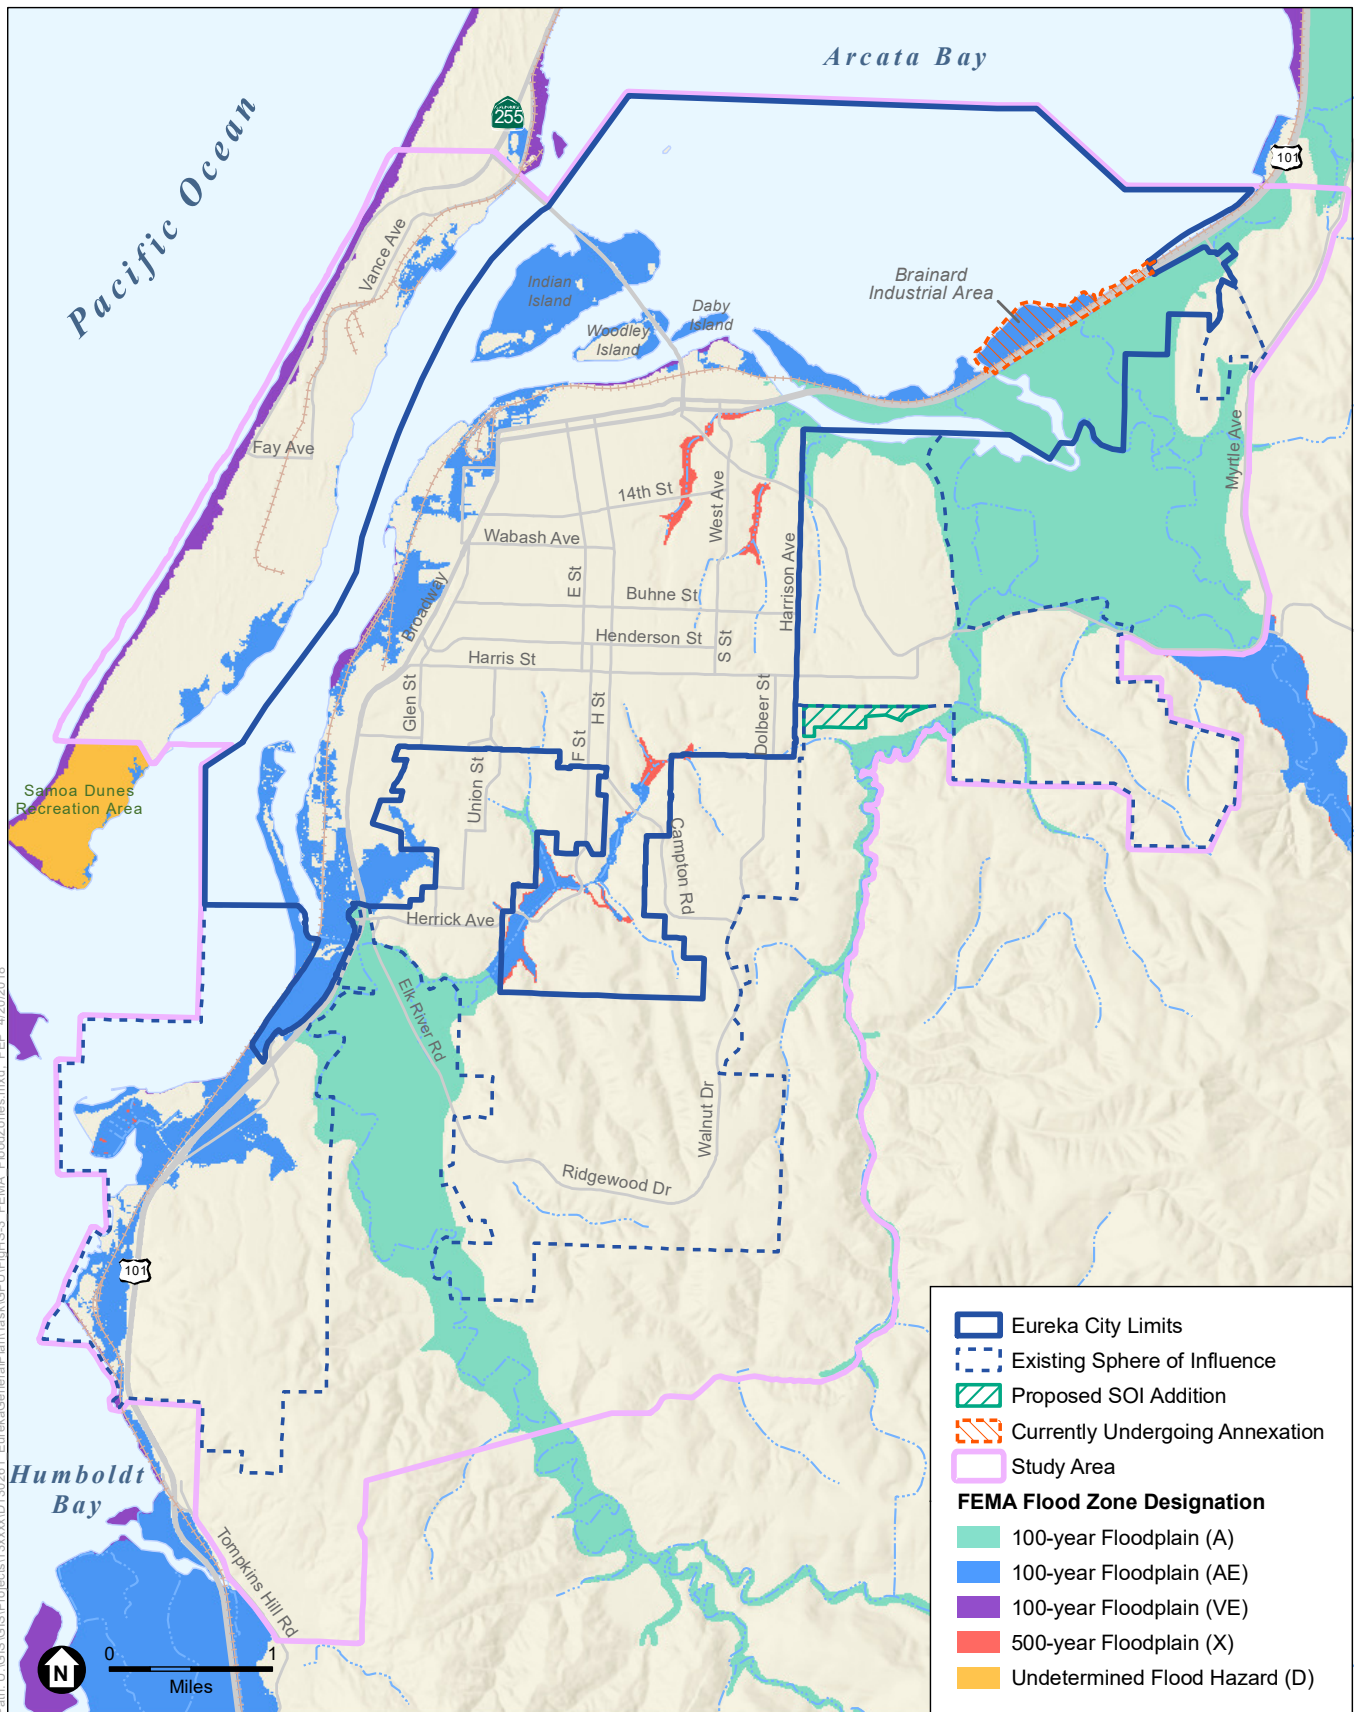 Arcata Bay
Pacific Ocean
255
101
Vance Ave
Indian
Island
Woodley
Island
Daby
Island
Brainard
Industrial Area
Fay Ave
14th St
West Ave
Myrtle Ave
Wabash Ave
Harrison Ave
E St
Broadway
Buhne St
Henderson St
S St
Harris St
Glen St
H St
Dolbeer St
F St
Union St
Samoa Dunes
Recreation Area
Campton Rd
Herrick Ave
Elk River Rd
Walnut Dr
Ridgewood Dr
101
Humboldt
Bay
Tompkins Hill Rd
N
0
1
Miles
Eureka City Limits
Existing Sphere of Influence
Proposed SOI Addition
Currently Undergoing Annexation
Study Area
FEMA Flood Zone Designation
100-year Floodplain (A)
100-year Floodplain (AE)
100-year Floodplain (VE)
500-year Floodplain (X)
Undetermined Flood Hazard (D)